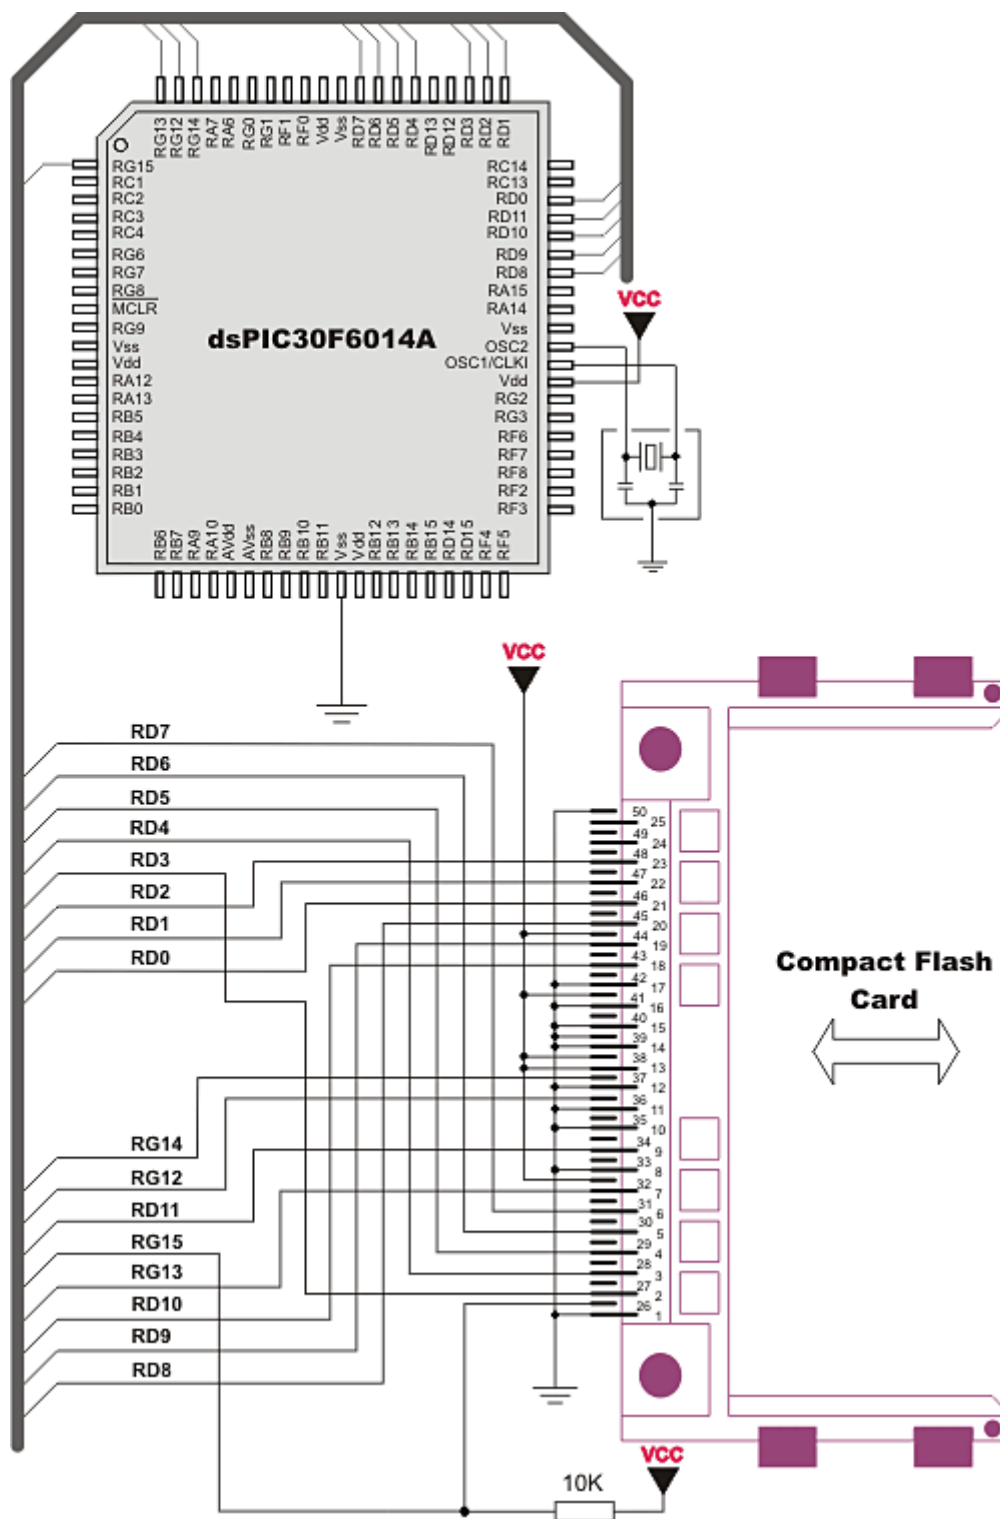 RG13
RG12
RG14
RA7
RA6
RG0
RG1
RF1
RF0
Vdd
Vss
RD7
RD6
RD5
RD4
RD13
RD12
RD3
RD2
RD1
RG15
RC1
RC2
RC3
RC4
RG6
RG7
RG8
MCLR
RG9
Vss
Vdd
RA12
RA13
RB5
RB4
RB3
RB2
RB1
RB0
dsPIC30F6014A
RC14
RC13
RD0
RD11
RD10
RD9
RD8
RA15
RA14
Vss
OSC2
OSC1/CLKI
Vdd
RG2
RG3
RF6
RF7
RF8
RF2
RF3
VCC
RB6
RB7
RA9
RA10
AVdd
AVss
RB8
RB9
RB10
RB11
Vss
Vdd
RB12
RB13
RB14
RB15
RD14
RD15
RF4
RF5
VCC
RD7
RD6
RD5
RD4
RD3
RD2
RD1
RD0
RG14
RG12
RD11
RG15
RG13
RD10
RD9
RD8
50
25
49
24
48
23
47
22
46
21
45
20
44
19
43
18
42
17
41
16
40
15
39
14
38
13
37
12
36
11
35
10
34
9
33
8
32
7
31
6
30
5
29
4
28
3
27
2
26
1
Compact Flash
Card
VCC
10K